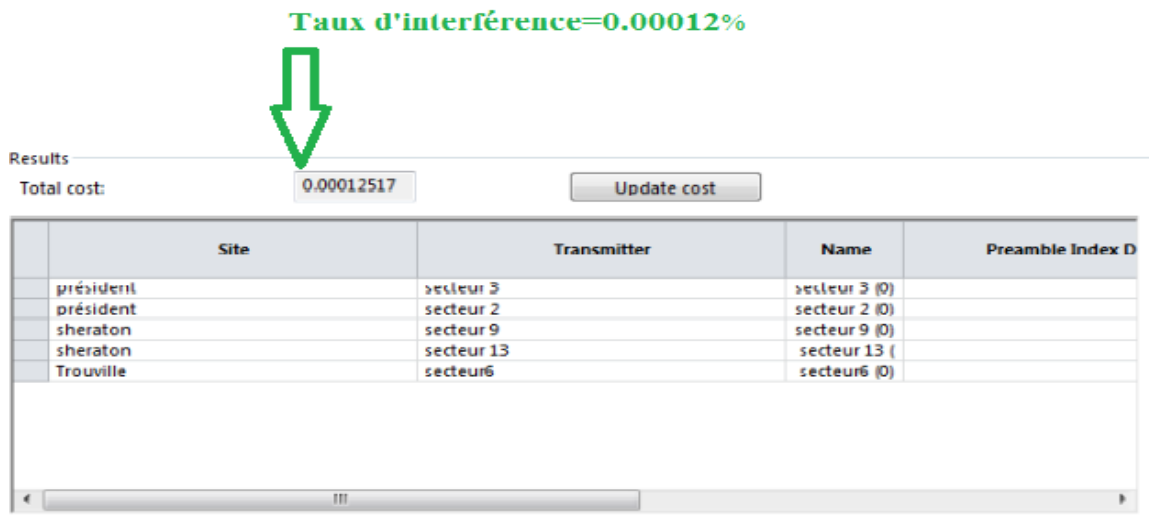 Taux d'interférence=0.00012%
Results
Total cost: 0.00012517 Update cost
Site Transmitter Name Preamble Index D
président secteur 3 secteur 3 (0)
président secteur 2 secteur 2 (0)
sheraton secteur 9 secteur 9 (0)
sheraton secteur 13 secteur 13 (
Trouville secteur6 secteur6 (0)